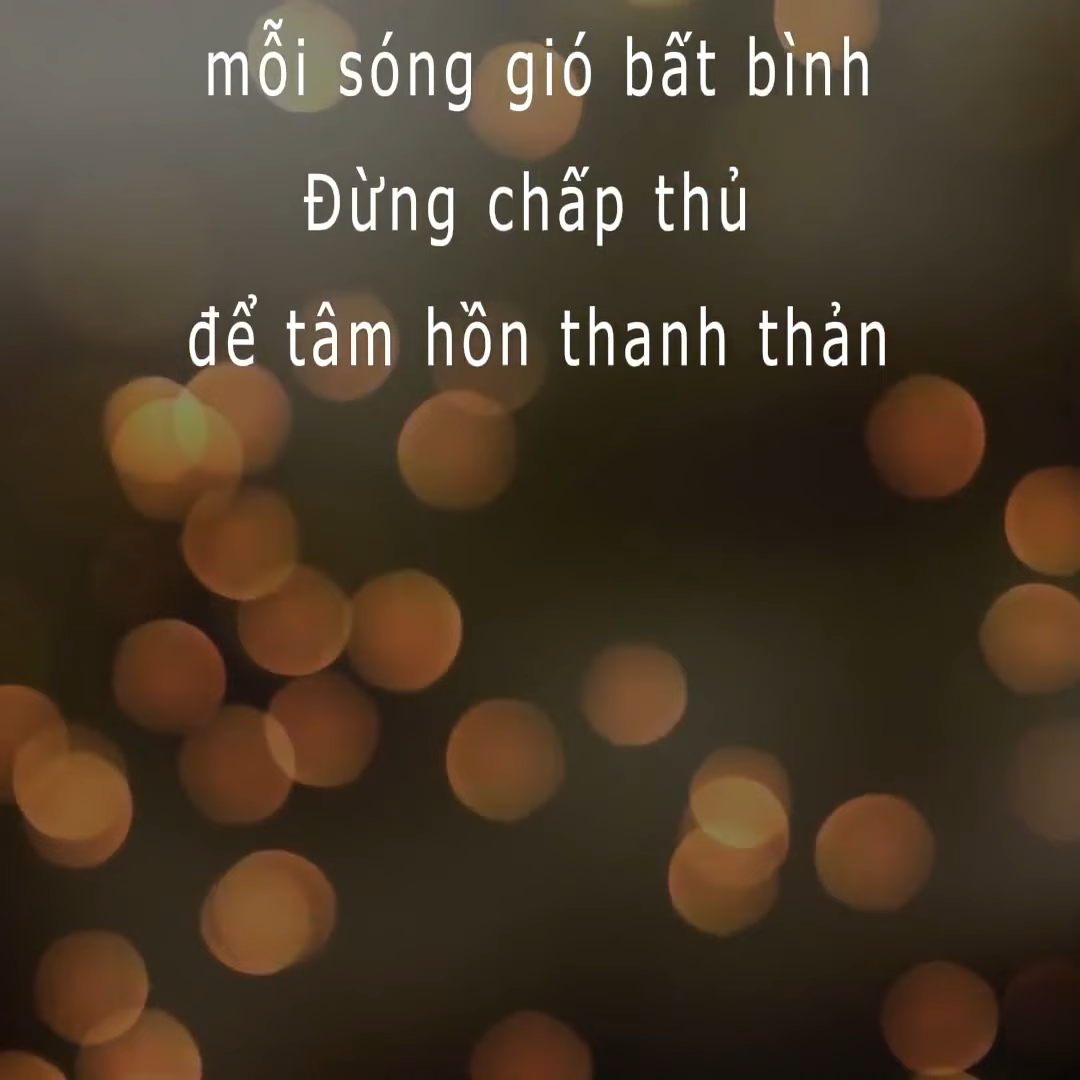 mỗi sóng gió bất bình
Đừng chấp thủ
để tâm hồn thanh thản